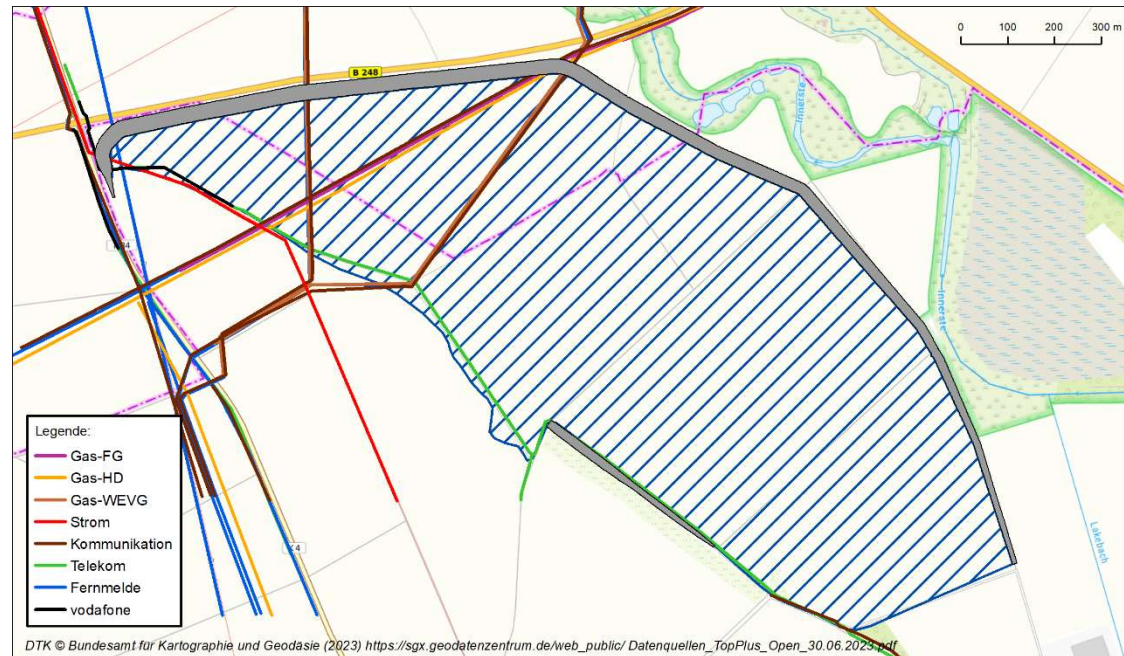 0 100 200 300 m
B 248
Innerste
Innerste
Lakebach
Legende:
Gas-FG
Gas-HD
Gas-WEVG
Strom
Kommunikation
Telekom
Fernmelde
vodafone
DTK © Bundesamt für Kartographie und Geodäsie (2023) https://sgx.geodatenzentrum.de/web_public/ Datenquellen_TopPlus_Open_30.06.2023.pdf